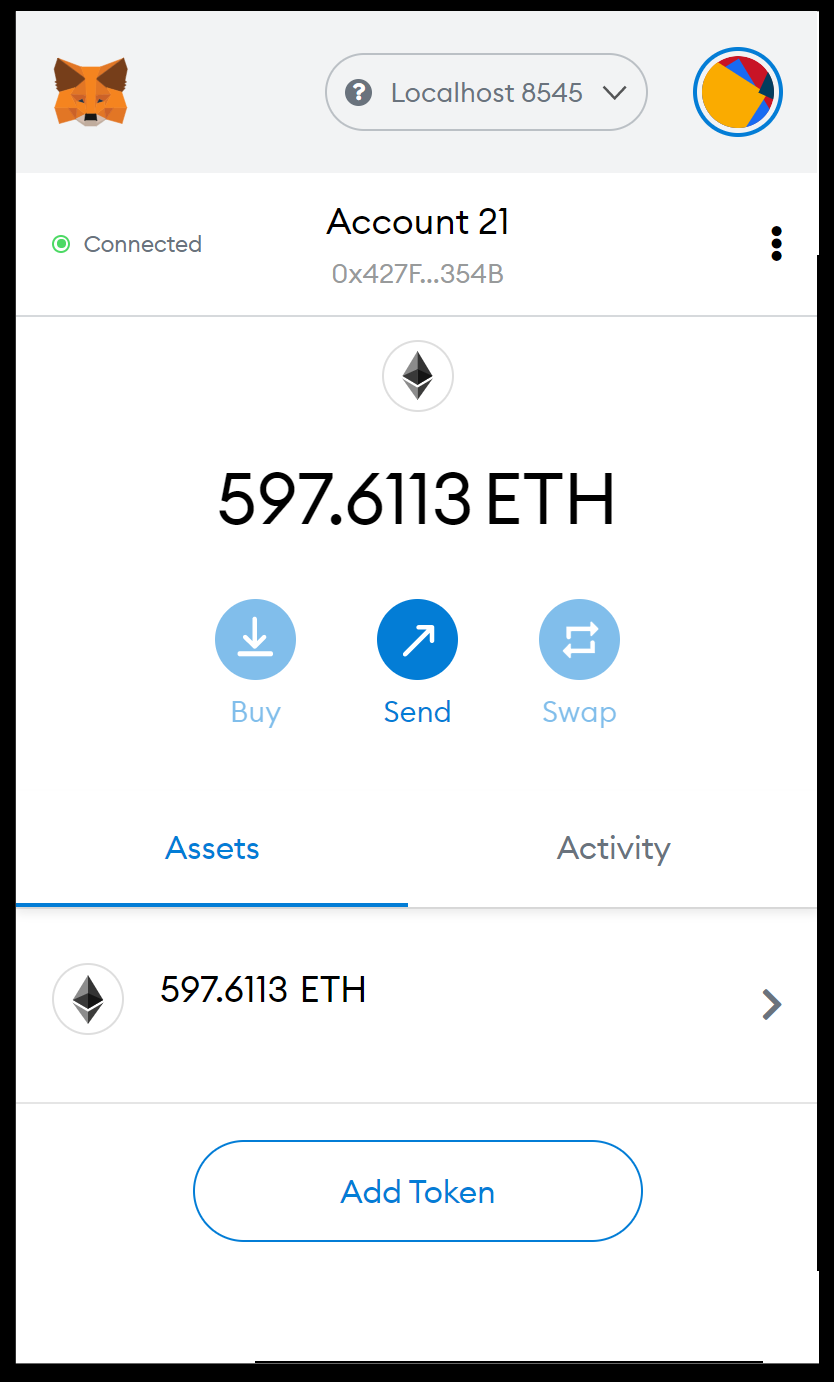 Localhost 8545
Connected
Account 21
0x427F...354B
597.6113 ETH
Buy
Send
Swap
Assets
Activity
597.6113 ETH
Add Token